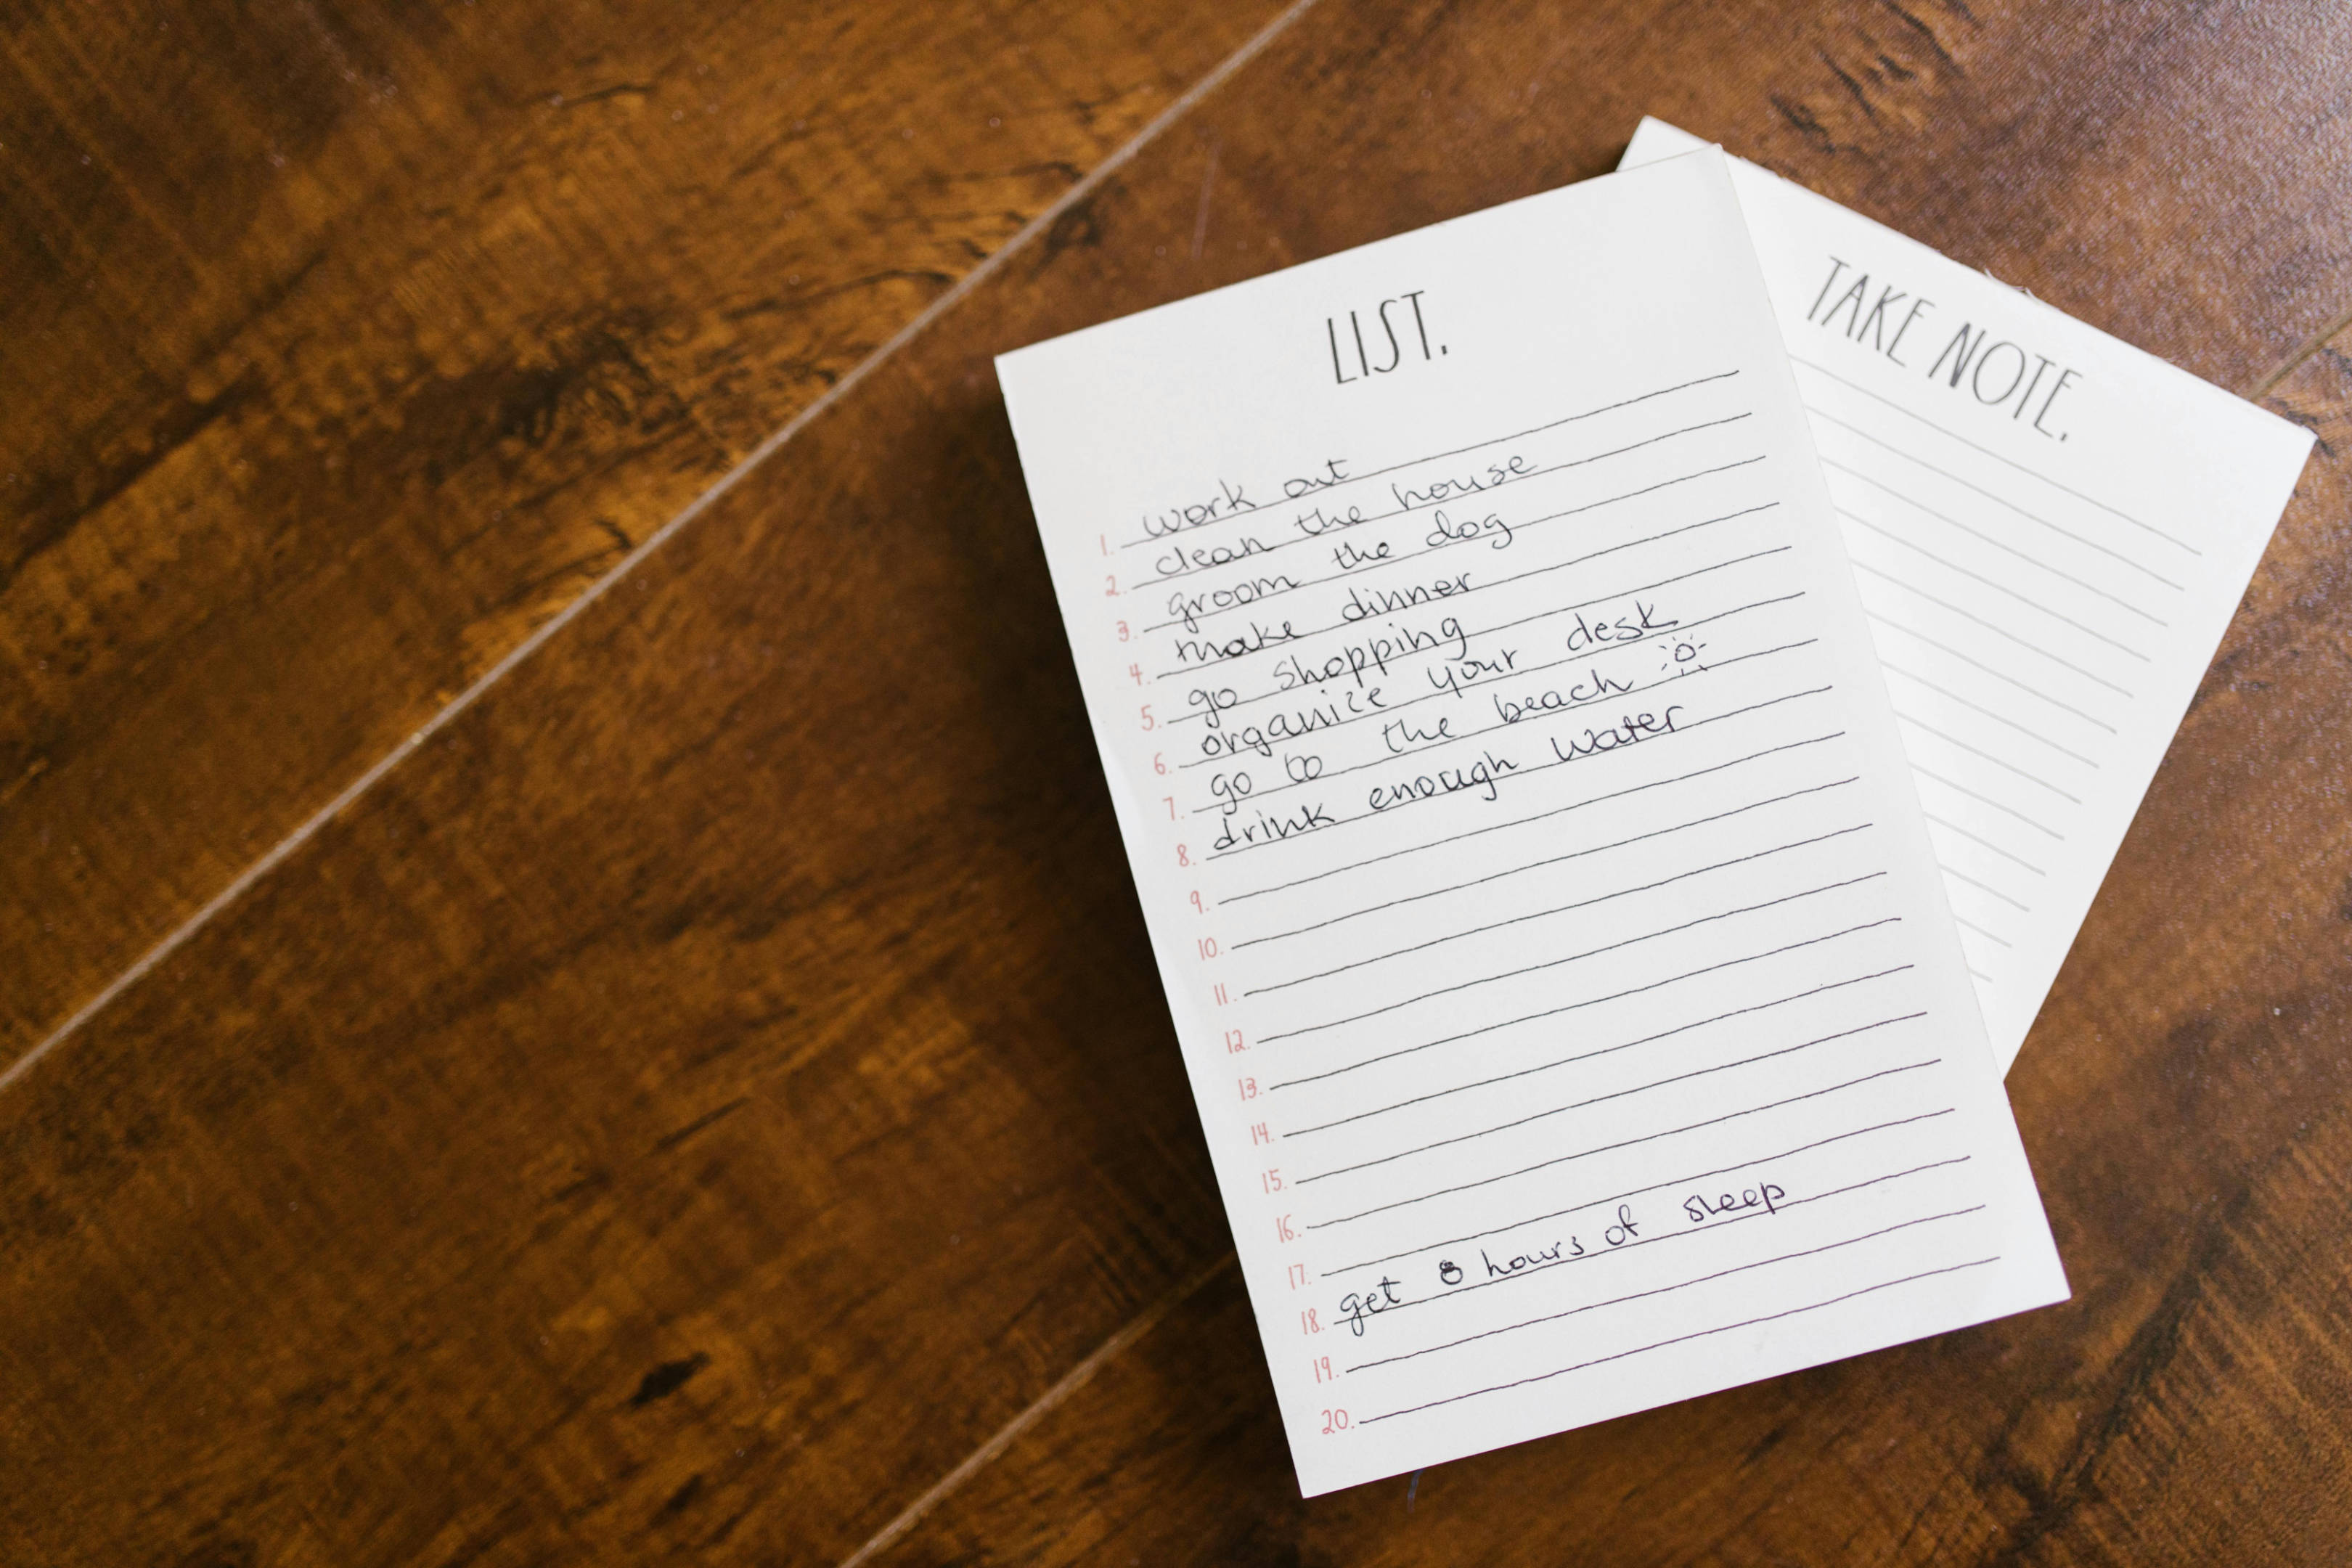 LIST.
1. work out
2. clean the house
3. groom the dog
4. make dinner
5. go shopping
6. organize your desk
7. go to the beach
8. drink enough water
9.
10.
11.
12.
13.
14.
15.
16.
17.
18. get 8 hours of sleep
19.
20.
TAKE NOTE.